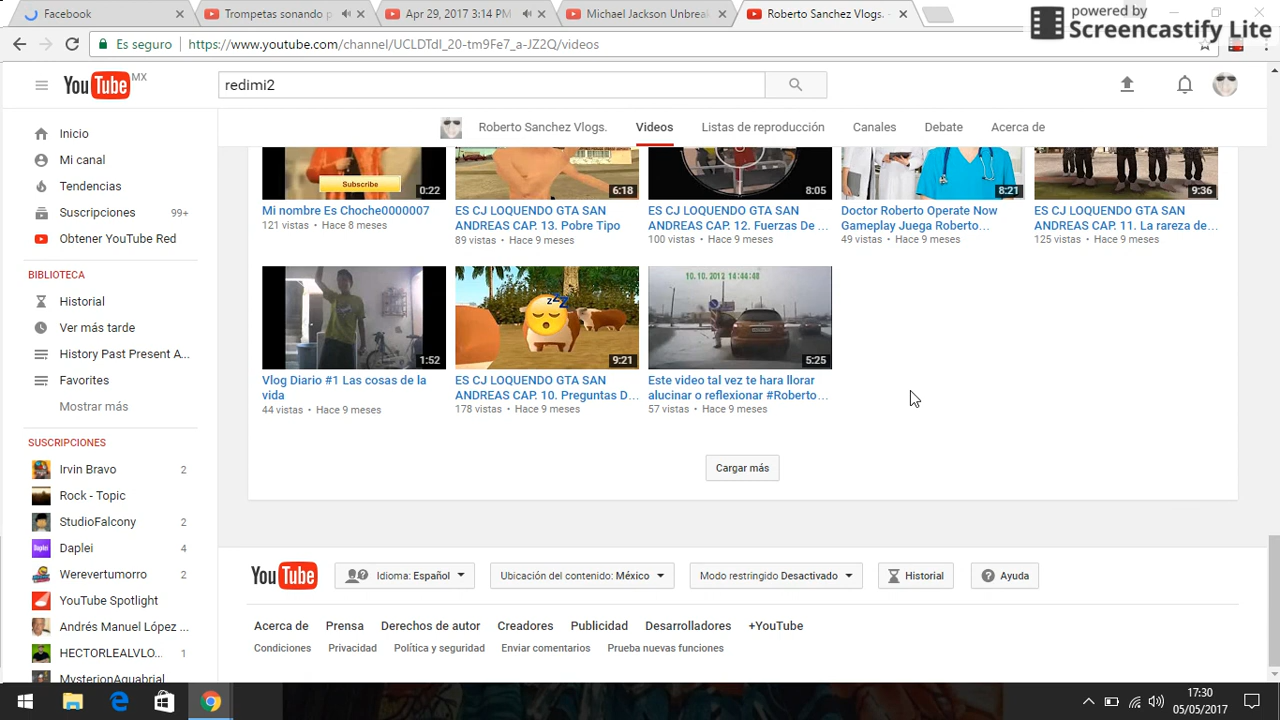 Facebook
Trompetas sonando p
Apr 29, 2017 3:14 PM
Michael Jackson Unbreak
Roberto Sanchez Vlogs. -
powered by
Screencastify Lite
Es seguro
https://www.youtube.com/channel/UCLDTdI_20-tm9Fe7_a-JZ2Q/videos
YouTube MX
redimi2
Roberto Sanchez Vlogs.
Videos
Listas de reproducción
Canales
Debate
Acerca de
Inicio
Mi canal
Tendencias
Suscripciones 99+
Obtener YouTube Red
BIBLIOTECA
Historial
Ver más tarde
History Past Present A...
Favorites
Mostrar más
SUSCRIPCIONES
Irvin Bravo 2
Rock - Topic
StudioFalcony 2
Daplei 4
Werevertumorro 2
YouTube Spotlight
Andrés Manuel López ...
HECTORLEALVLO... 1
MysterionAguabrial
Subscribe
0:22
Mi nombre Es Choche0000007
121 vistas • Hace 8 meses
6:18
ES CJ LOQUENDO GTA SAN
ANDREAS CAP. 13. Pobre Tipo
89 vistas • Hace 9 meses
8:05
ES CJ LOQUENDO GTA SAN
ANDREAS CAP. 12. Fuerzas De ...
100 vistas • Hace 9 meses
8:21
Doctor Roberto Operate Now
Gameplay Juega Roberto...
49 vistas • Hace 9 meses
9:36
ES CJ LOQUENDO GTA SAN
ANDREAS CAP. 11. La rareza de...
125 vistas • Hace 9 meses
1:52
Vlog Diario #1 Las cosas de la
vida
44 vistas • Hace 9 meses
zzz
9:21
ES CJ LOQUENDO GTA SAN
ANDREAS CAP. 10. Preguntas D...
178 vistas • Hace 9 meses
10.10.2012 14:44:48
5:25
Este video tal vez te hara llorar
alucinar o reflexionar #Roberto...
57 vistas • Hace 9 meses
Cargar más
YouTube
Idioma: Español
Ubicación del contenido: México
Modo restringido Desactivado
Historial
Ayuda
Acerca de
Prensa
Derechos de autor
Creadores
Publicidad
Desarrolladores
+YouTube
Condiciones
Privacidad
Política y seguridad
Enviar comentarios
Prueba nuevas funciones
17:30
05/05/2017